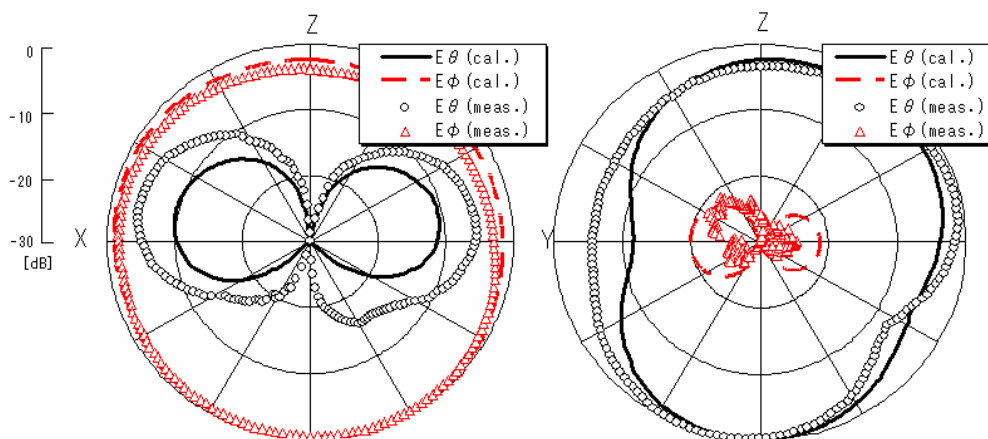 Z
0
-10
-20
-30
[dB]
X
Eθ(cal.)
Eφ(cal.)
Eθ(meas.)
Eφ(meas.)
Z
Y
Eθ(cal.)
Eφ(cal.)
Eθ(meas.)
Eφ(meas.)